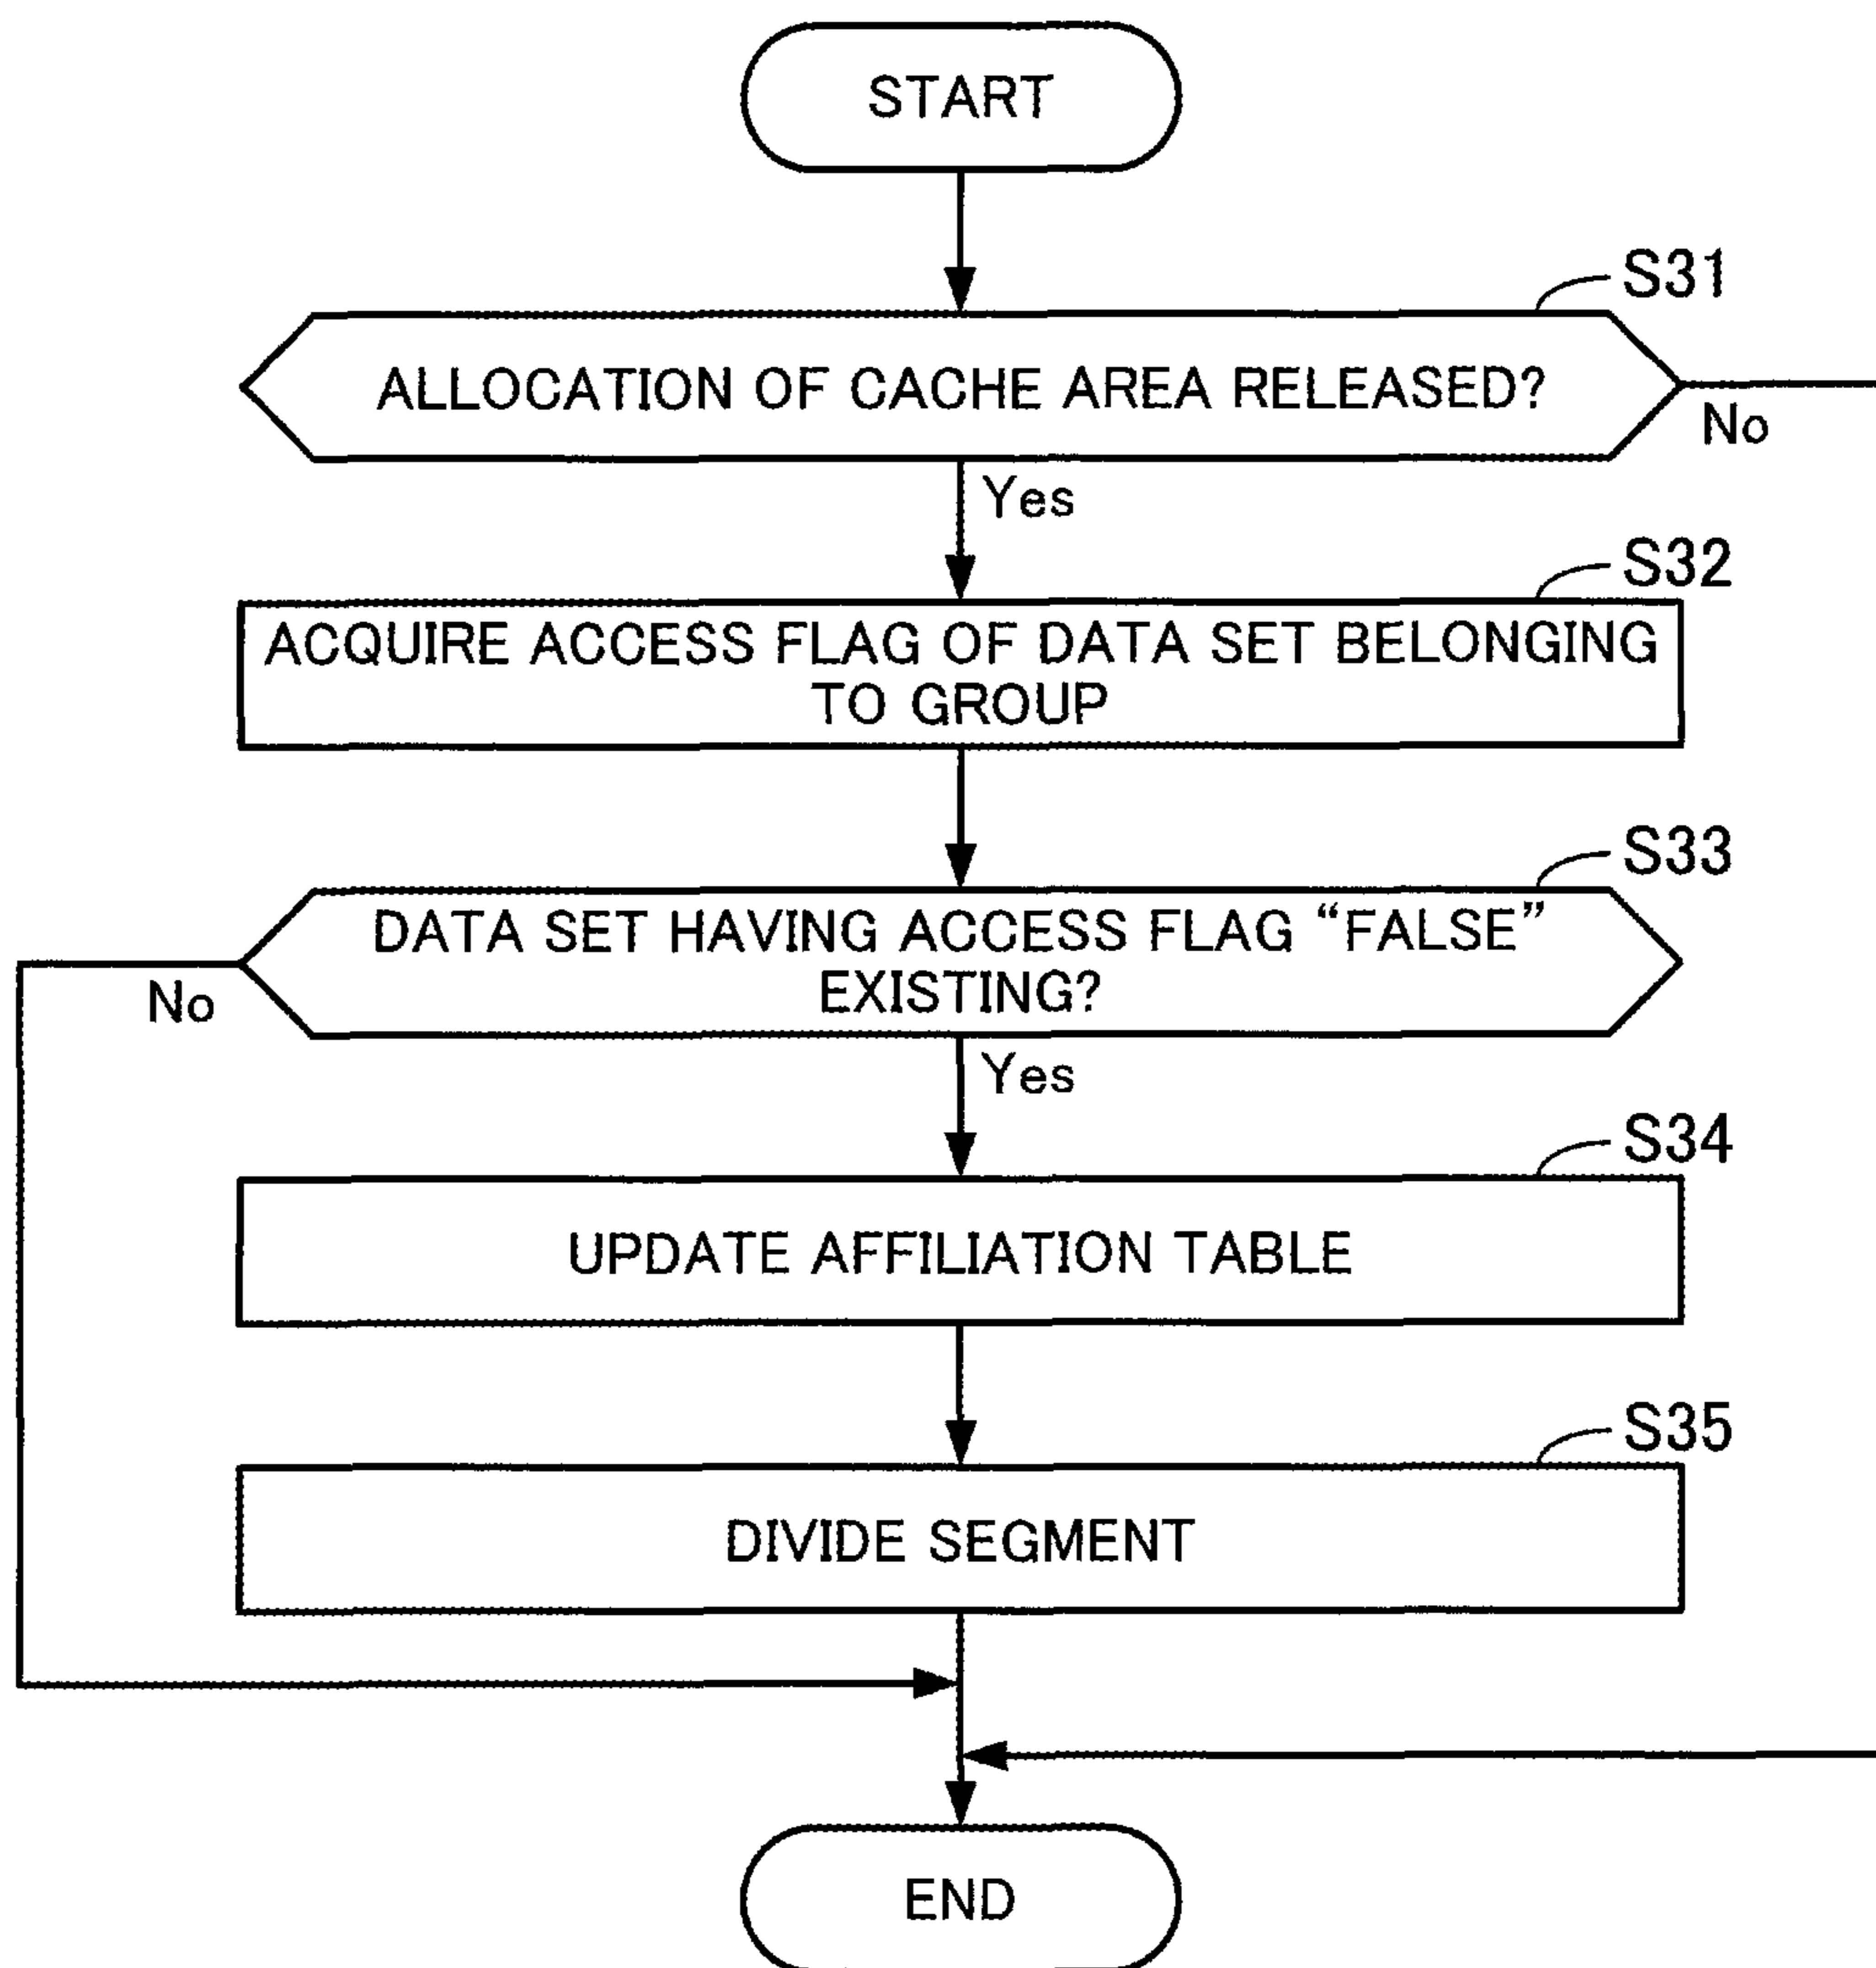 START
S31
ALLOCATION OF CACHE AREA RELEASED?
No
Yes
S32
ACQUIRE ACCESS FLAG OF DATA SET BELONGING
TO GROUP
S33
DATA SET HAVING ACCESS FLAG “FALSE”
EXISTING?
No
Yes
S34
UPDATE AFFILIATION TABLE
S35
DIVIDE SEGMENT
END